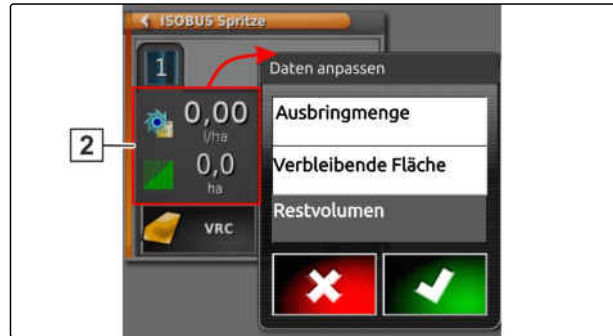 ISOBUS Spritze
1
Daten anpassen
0,00
l/ha
0,0
ha
2
Ausbringmenge
Verbleibende Fläche
Restvolumen
VRC